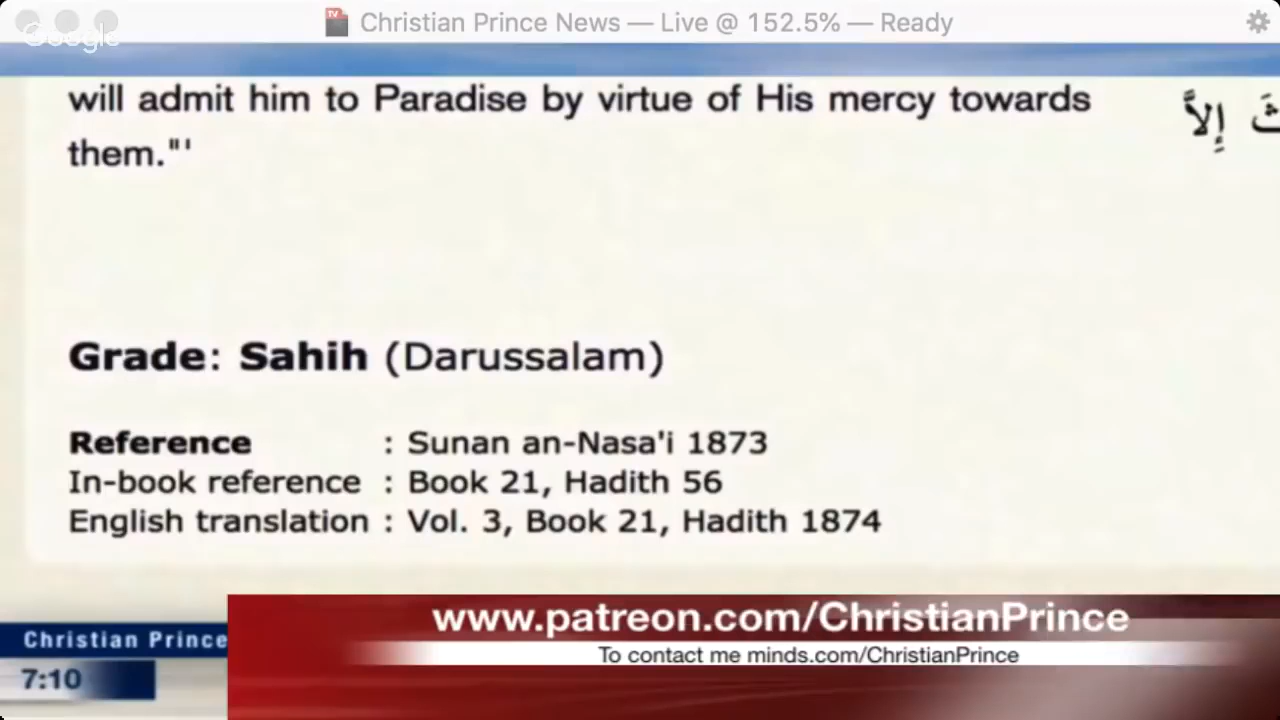 Christian Prince News — Live @ 152.5% — Ready
Google
will admit him to Paradise by virtue of His mercy towards
them."'
إِلاَّ
Grade: Sahih (Darussalam)
Reference : Sunan an-Nasa'i 1873
In-book reference : Book 21, Hadith 56
English translation : Vol. 3, Book 21, Hadith 1874
www.patreon.com/ChristianPrince
To contact me minds.com/ChristianPrince
Christian Prince
7:10